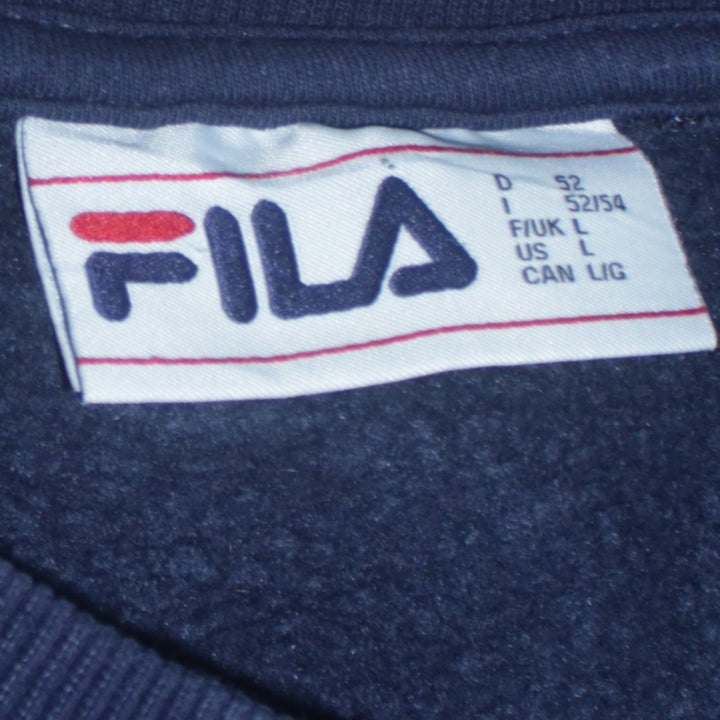 FILA
D 52
I 52/54
F/UK L
US L
CAN L/G